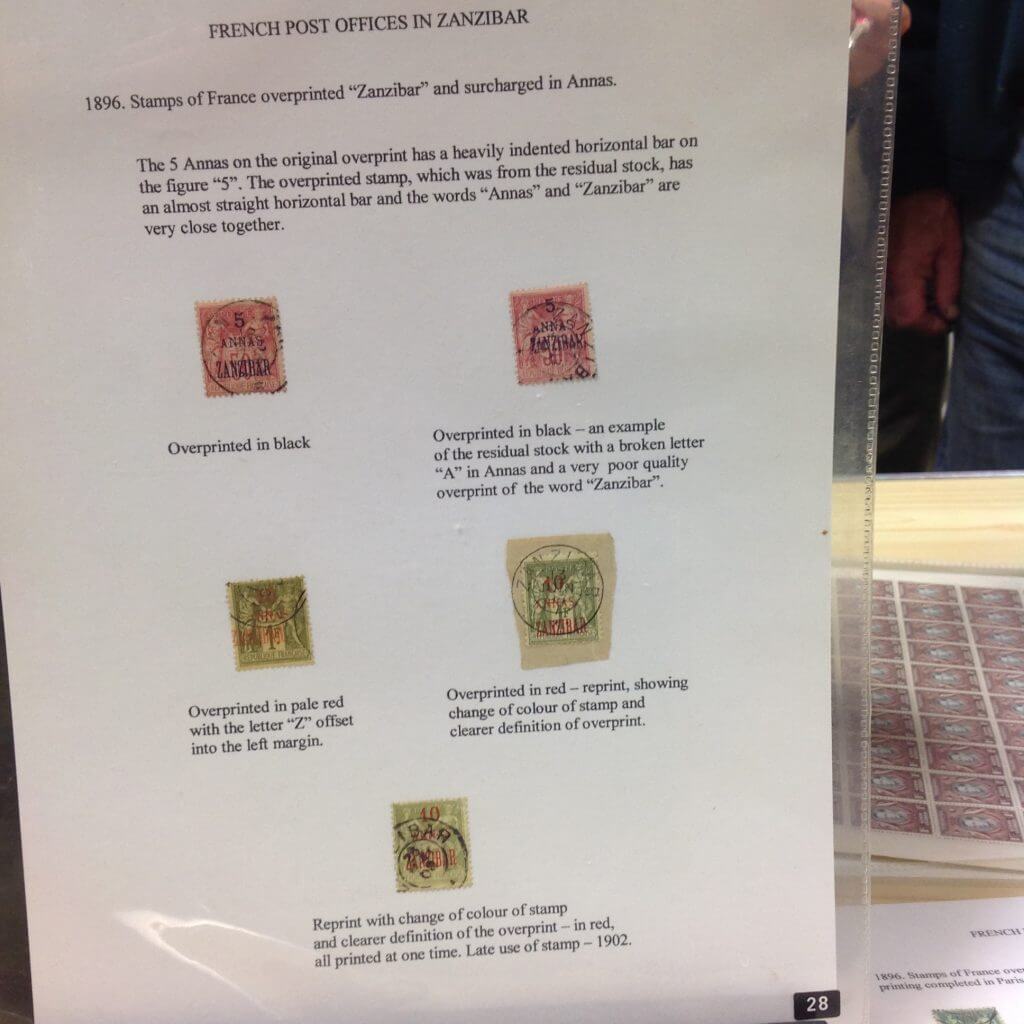 FRENCH POST OFFICES IN ZANZIBAR
1896. Stamps of France overprinted “Zanzibar” and surcharged in Annas.
The 5 Annas on the original overprint has a heavily indented horizontal bar on
the figure “5”. The overprinted stamp, which was from the residual stock, has
an almost straight horizontal bar and the words “Annas” and “Zanzibar” are
very close together.
5
ANNAS
ZANZIBAR
5
ANNAS
ZANZIBAR
Overprinted in black
Overprinted in black – an example
of the residual stock with a broken letter
“A” in Annas and a very poor quality
overprint of the word “Zanzibar”.
10
ANNAS
ZANZIBAR
Overprinted in pale red
with the letter “Z” offset
into the left margin.
Overprinted in red – reprint, showing
change of colour of stamp and
clearer definition of overprint.
10
ZANZIBAR
Reprint with change of colour of stamp
and clearer definition of the overprint – in red,
all printed at one time. Late use of stamp – 1902.
28
FRENCH
1896. Stamps of France
printing completed in Paris